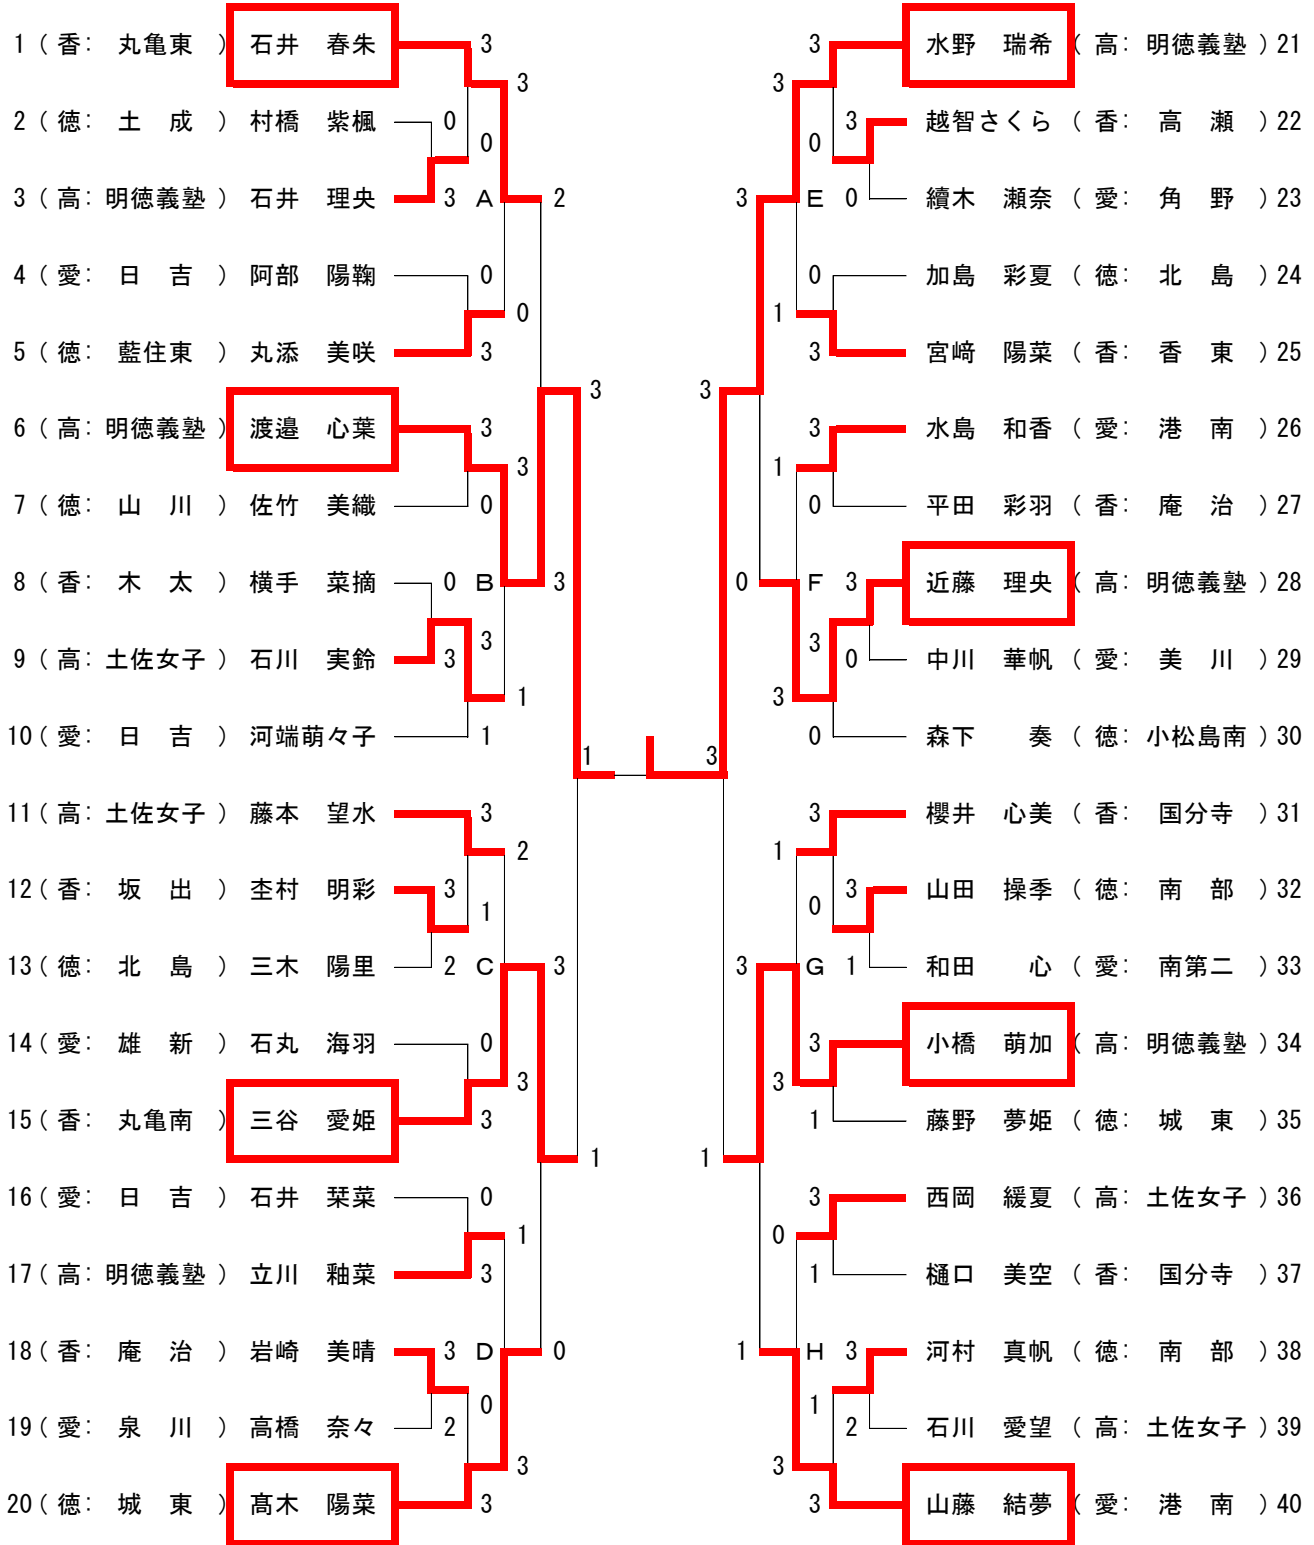 1 ( 香: 丸亀東 ) 石井 春朱 3
3
2 ( 徳: 土 成 ) 村橋 紫楓 0
0
3 ( 高: 明徳義塾 ) 石井 理央 3 A 2
4 ( 愛: 日 吉 ) 阿部 陽鞠 0
0
5 ( 徳: 藍住東 ) 丸添 美咲 3
3
6 ( 高: 明徳義塾 ) 渡邉 心葉 3
3
7 ( 徳: 山 川 ) 佐竹 美織 0
8 ( 香: 木 太 ) 横手 菜摘 0 B 3
3
9 ( 高: 土佐女子 ) 石川 実鈴 3
1
10 ( 愛: 日 吉 ) 河端萌々子 1
1
11 ( 高: 土佐女子 ) 藤本 望水 3
2
12 ( 香: 坂 出 ) 杢村 明彩 3
1
13 ( 徳: 北 島 ) 三木 陽里 2 C 3
14 ( 愛: 雄 新 ) 石丸 海羽 0
3
15 ( 香: 丸亀南 ) 三谷 愛姫 3
1
16 ( 愛: 日 吉 ) 石井 栞菜 0
1
17 ( 高: 明徳義塾 ) 立川 釉菜 3
18 ( 香: 庵 治 ) 岩崎 美晴 3 D 0
0
19 ( 愛: 泉 川 ) 高橋 奈々 2
3
20 ( 徳: 城 東 ) 髙木 陽菜 3
3 水野 瑞希 ( 高: 明徳義塾 ) 21
3
3 越智さくら ( 香: 高 瀬 ) 22
0
3 E 0 續木 瀬奈 ( 愛: 角 野 ) 23
0 加島 彩夏 ( 徳: 北 島 ) 24
1
3 宮﨑 陽菜 ( 香: 香 東 ) 25
3
3 水島 和香 ( 愛: 港 南 ) 26
1
0 平田 彩羽 ( 香: 庵 治 ) 27
0 F 3 近藤 理央 ( 高: 明徳義塾 ) 28
3
0 中川 華帆 ( 愛: 美 川 ) 29
3
0 森下 奏 ( 徳: 小松島南 ) 30
3
3 櫻井 心美 ( 香: 国分寺 ) 31
1
3 山田 操季 ( 徳: 南 部 ) 32
0
3 G 1 和田 心 ( 愛: 南第二 ) 33
3 小橋 萌加 ( 高: 明徳義塾 ) 34
3
1 藤野 夢姫 ( 徳: 城 東 ) 35
1
3 西岡 緩夏 ( 高: 土佐女子 ) 36
0
1 樋口 美空 ( 香: 国分寺 ) 37
1 H 3 河村 真帆 ( 徳: 南 部 ) 38
1
2 石川 愛望 ( 高: 土佐女子 ) 39
3
3 山藤 結夢 ( 愛: 港 南 ) 40